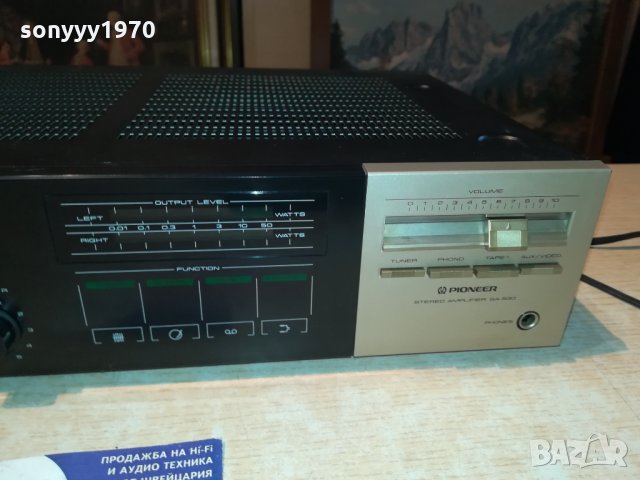 sonyyy1970
OUTPUT LEVEL
LEFT WATTS
0.01 0.1 0.3 1 3 10 50
RIGHT WATTS
FUNCTION
VOLUME
0 1 2 3 4 5 6 7 8 9 10
TUNER PHONO TAPE1 AUX/VIDEO
PIONEER
STEREO AMPLIFIER
PHONES
ПРОДАЖБА НА Hi-Fi
И АУДИО ТЕХНИКА
ОТ ШВЕЙЦАРИЯ
bazar